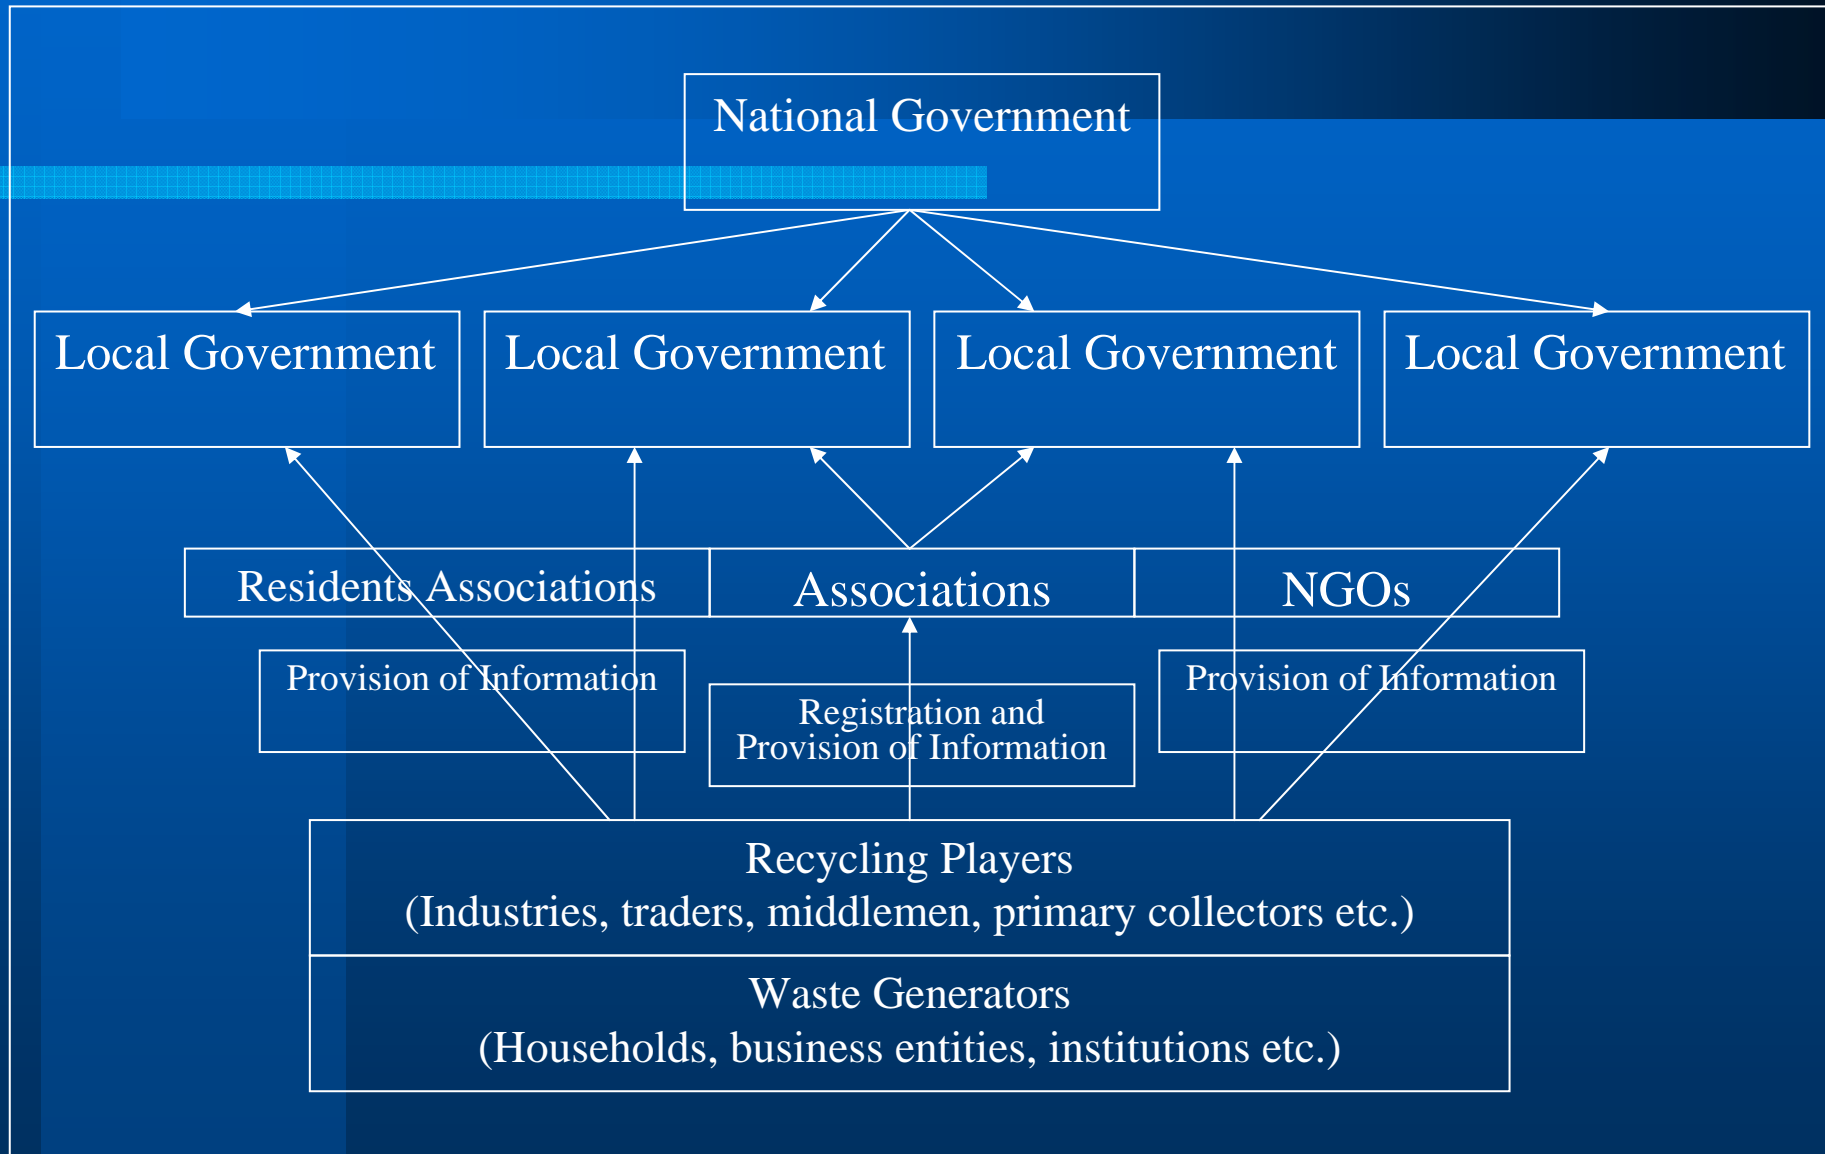 National Government
Local Government
Local Government
Local Government
Local Government
Residents Associations
Associations
NGOs
Provision of Information
Registration and
Provision of Information
Provision of Information
Recycling Players
(Industries, traders, middlemen, primary collectors etc.)
Waste Generators
(Households, business entities, institutions etc.)